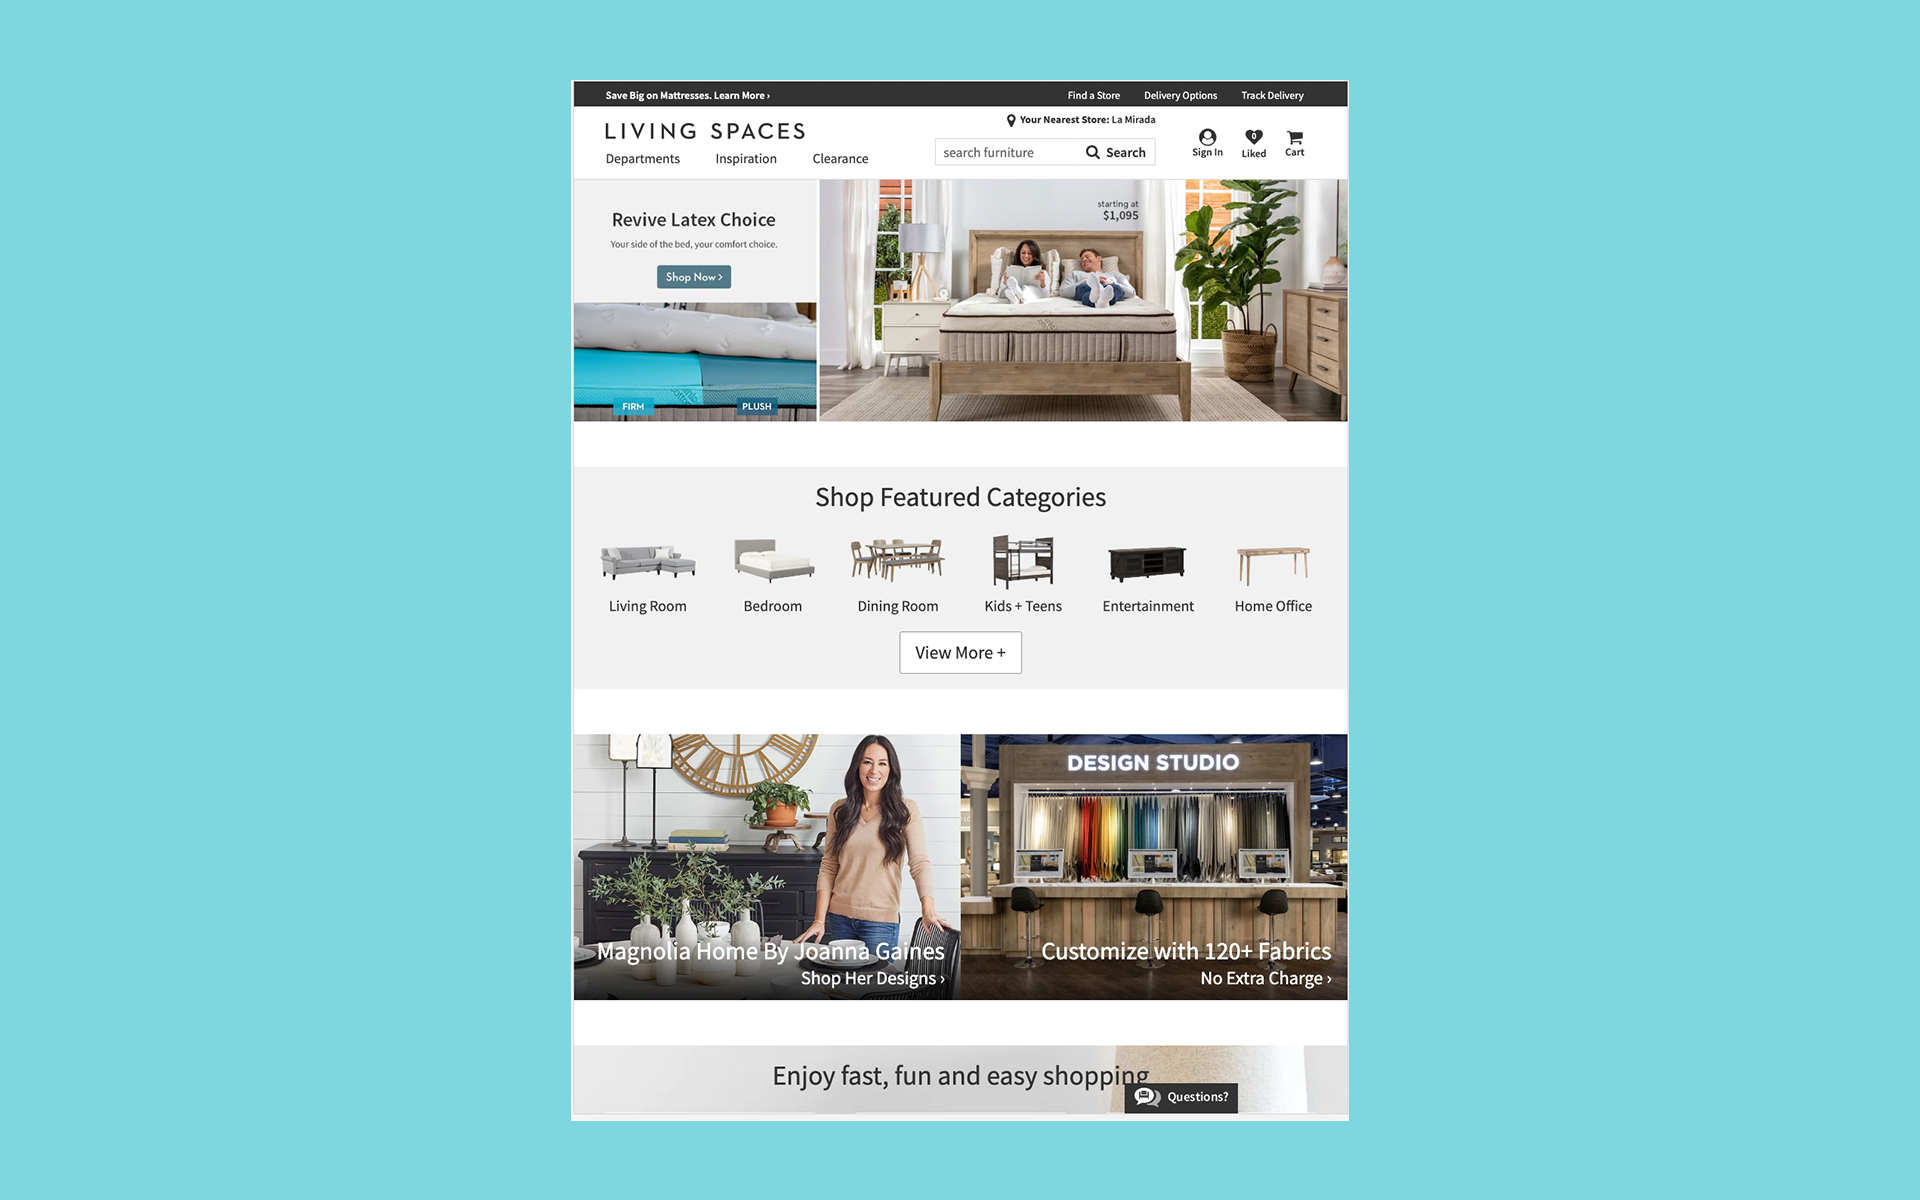 Save Big on Mattresses. Learn More ›
Find a Store
Delivery Options
Track Delivery
Your Nearest Store: La Mirada
LIVING SPACES
Departments
Inspiration
Clearance
search furniture
Search
Sign In
0
Liked
Cart
Revive Latex Choice
Your side of the bed, your comfort choice.
Shop Now ›
FIRM
PLUSH
starting at
$1,095
Shop Featured Categories
Living Room
Bedroom
Dining Room
Kids + Teens
Entertainment
Home Office
View More +
Magnolia Home By Joanna Gaines
Shop Her Designs ›
DESIGN STUDIO
Customize with 120+ Fabrics
No Extra Charge ›
Enjoy fast, fun and easy shopping
Questions?